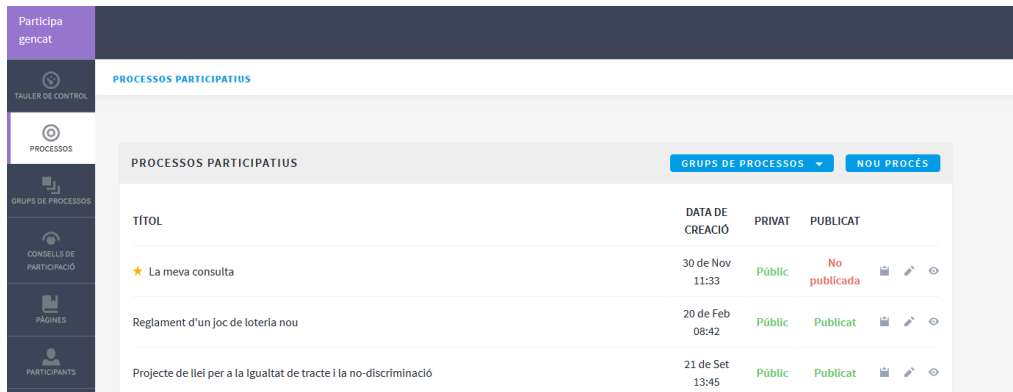 Participa
gencat
TAULER DE CONTROL
PROCESSOS
GRUPS DE PROCESSOS
CONSELLS DE
PARTICIPACIÓ
PÀGINES
PARTICIPANTS
PROCESSOS PARTICIPATIUS
PROCESSOS PARTICIPATIUS
GRUPS DE PROCESSOS
NOU PROCÉS
TÍTOL
DATA DE
CREACIÓ
PRIVAT
PUBLICAT
La meva consulta
30 de Nov
11:33
Públic
No
publicada
Reglament d'un joc de loteria nou
20 de Feb
08:42
Públic
Publicat
Projecte de llei per a la Igualtat de tracte i la no-discriminació
21 de Set
13:45
Públic
Publicat